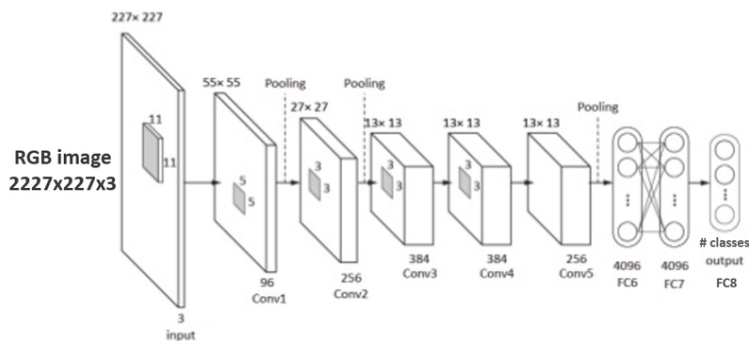 227× 227
RGB image
2227x227x3
11
11
3
input
55× 55
5
5
96
Conv1
Pooling
27× 27
3
3
256
Conv2
Pooling
13× 13
3
3
384
Conv3
13× 13
3
3
384
Conv4
13× 13
256
Conv5
Pooling
4096
FC6
4096
FC7
# classes
output
FC8